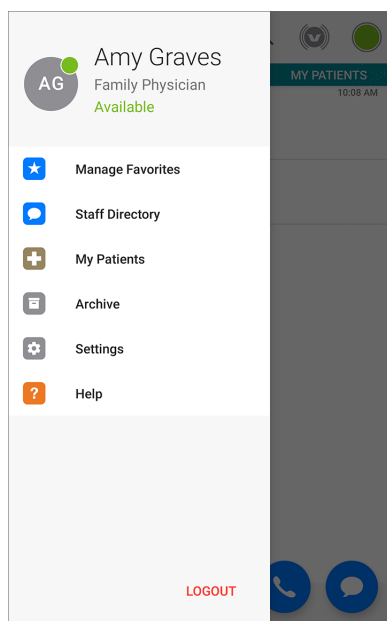 AG
Amy Graves
Family Physician
Available
MY PATIENTS
10:08 AM
Manage Favorites
Staff Directory
My Patients
Archive
Settings
? Help
LOGOUT